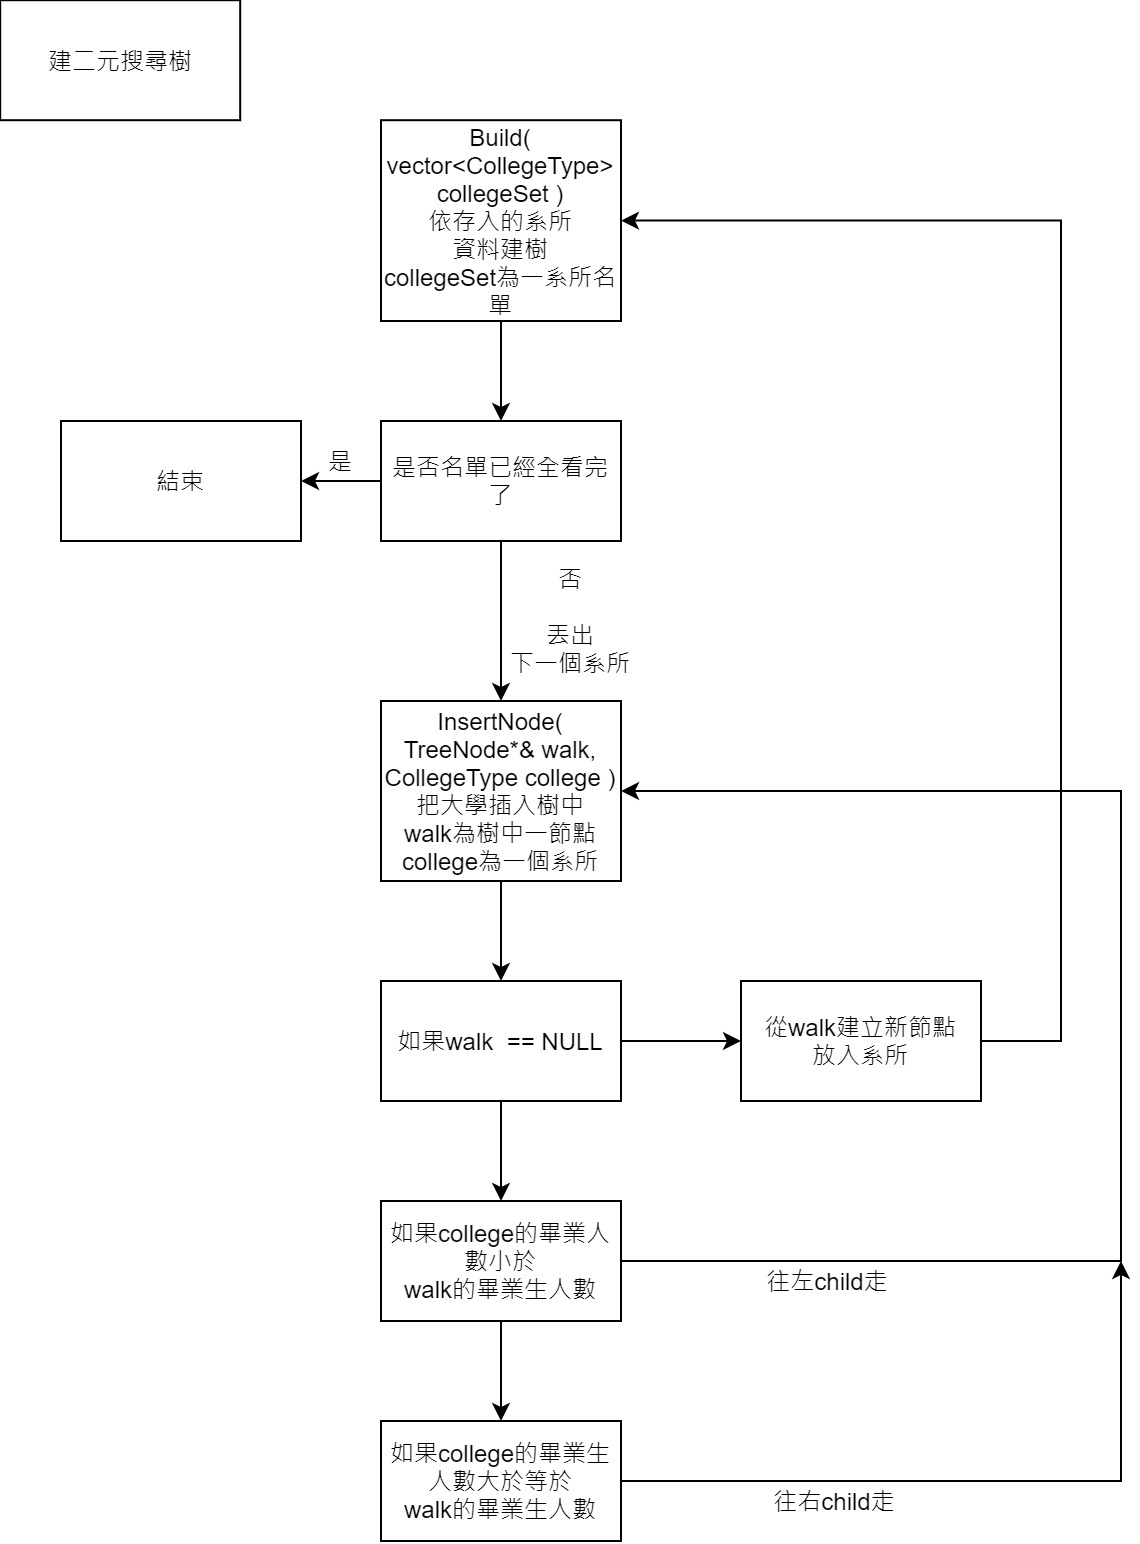 建二元搜尋樹
Build(
vector<CollegeType>
collegeSet )
依存入的系所
資料建樹
collegeSet為一系所名
單
是
結束
是否名單已經全看完
了
否
丟出
下一個系所
InsertNode(
TreeNode*& walk,
CollegeType college )
把大學插入樹中
walk為樹中一節點
college為一個系所
如果walk  == NULL
從walk建立新節點
放入系所
如果college的畢業人
數小於
walk的畢業生人數
往左child走
如果college的畢業生
人數大於等於
walk的畢業生人數
往右child走